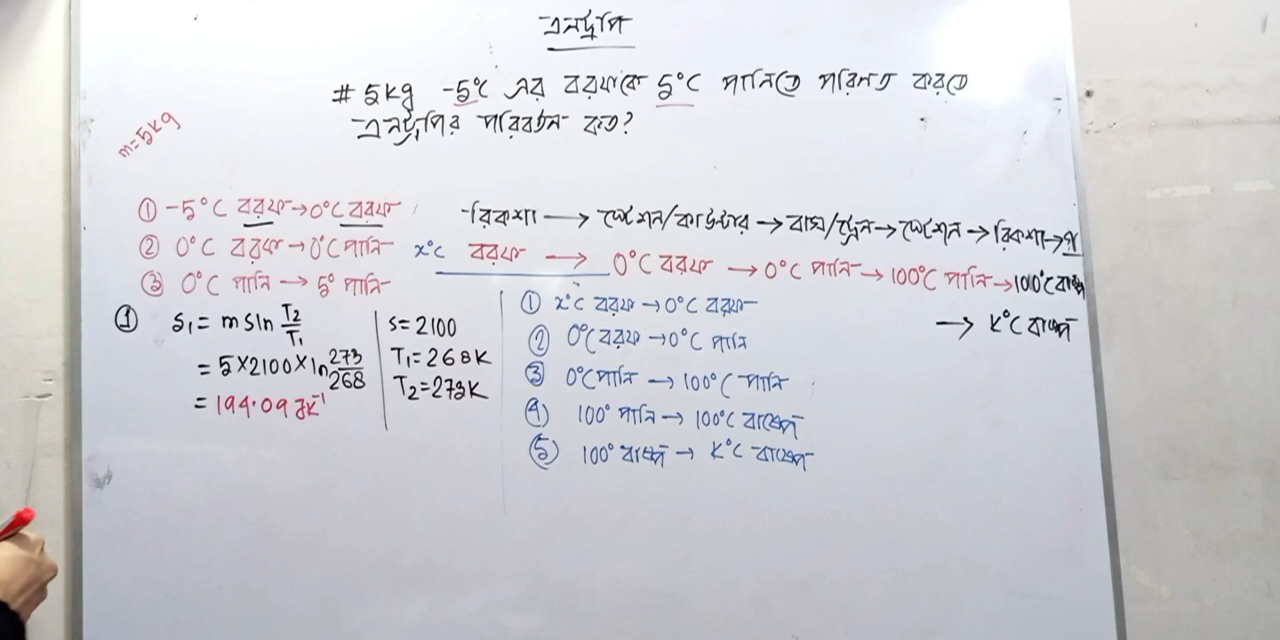 এনট্রপি
# 5kg -5°C এর বরফকে 5°C পানিতে পরিনত করতে
এনট্রপির পরিবর্তন কত?
m=5kg
① -5°C বরফ→0°C বরফ
② 0°C বরফ→0°C পানি
③ 0°C পানি → 5° পানি
রিকশা → স্টেশন/কাউন্টার → বাস/ট্রেন → স্টেশন → রিকশা →
x°C বরফ → 0°C বরফ → 0°C পানি → 100°C পানি → 100°C বাষ্প
→ K°C বাষ্প
① S₁ = m s ln T₂/T₁
= 5×2100×ln 273/268
= 194.09 JK⁻¹
S=2100
T₁=268K
T₂=273K
① x°C বরফ → 0°C বরফ
② 0°C বরফ → 0°C পানি
③ 0°C পানি → 100°C পানি
④ 100° পানি → 100°C বাষ্প
⑤ 100° বাষ্প → K°C বাষ্প